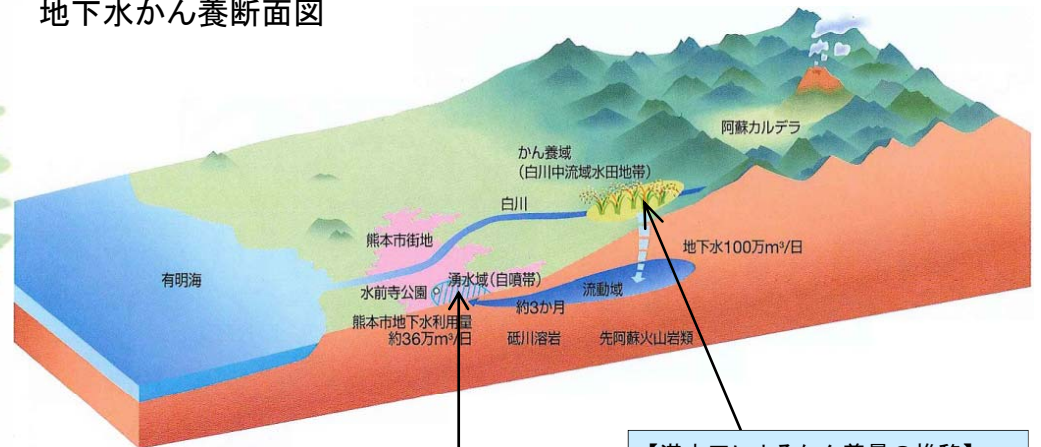 地下水かん養断面図
阿蘇カルデラ
かん養域
(白川中流域水田地帯)
白川
熊本市街地
地下水100万m³/日
有明海
湧水域(自噴帯)
水前寺公園
流動域
約3か月
熊本市地下水利用量
約36万m³/日
砥川溶岩
先阿蘇火山岩類